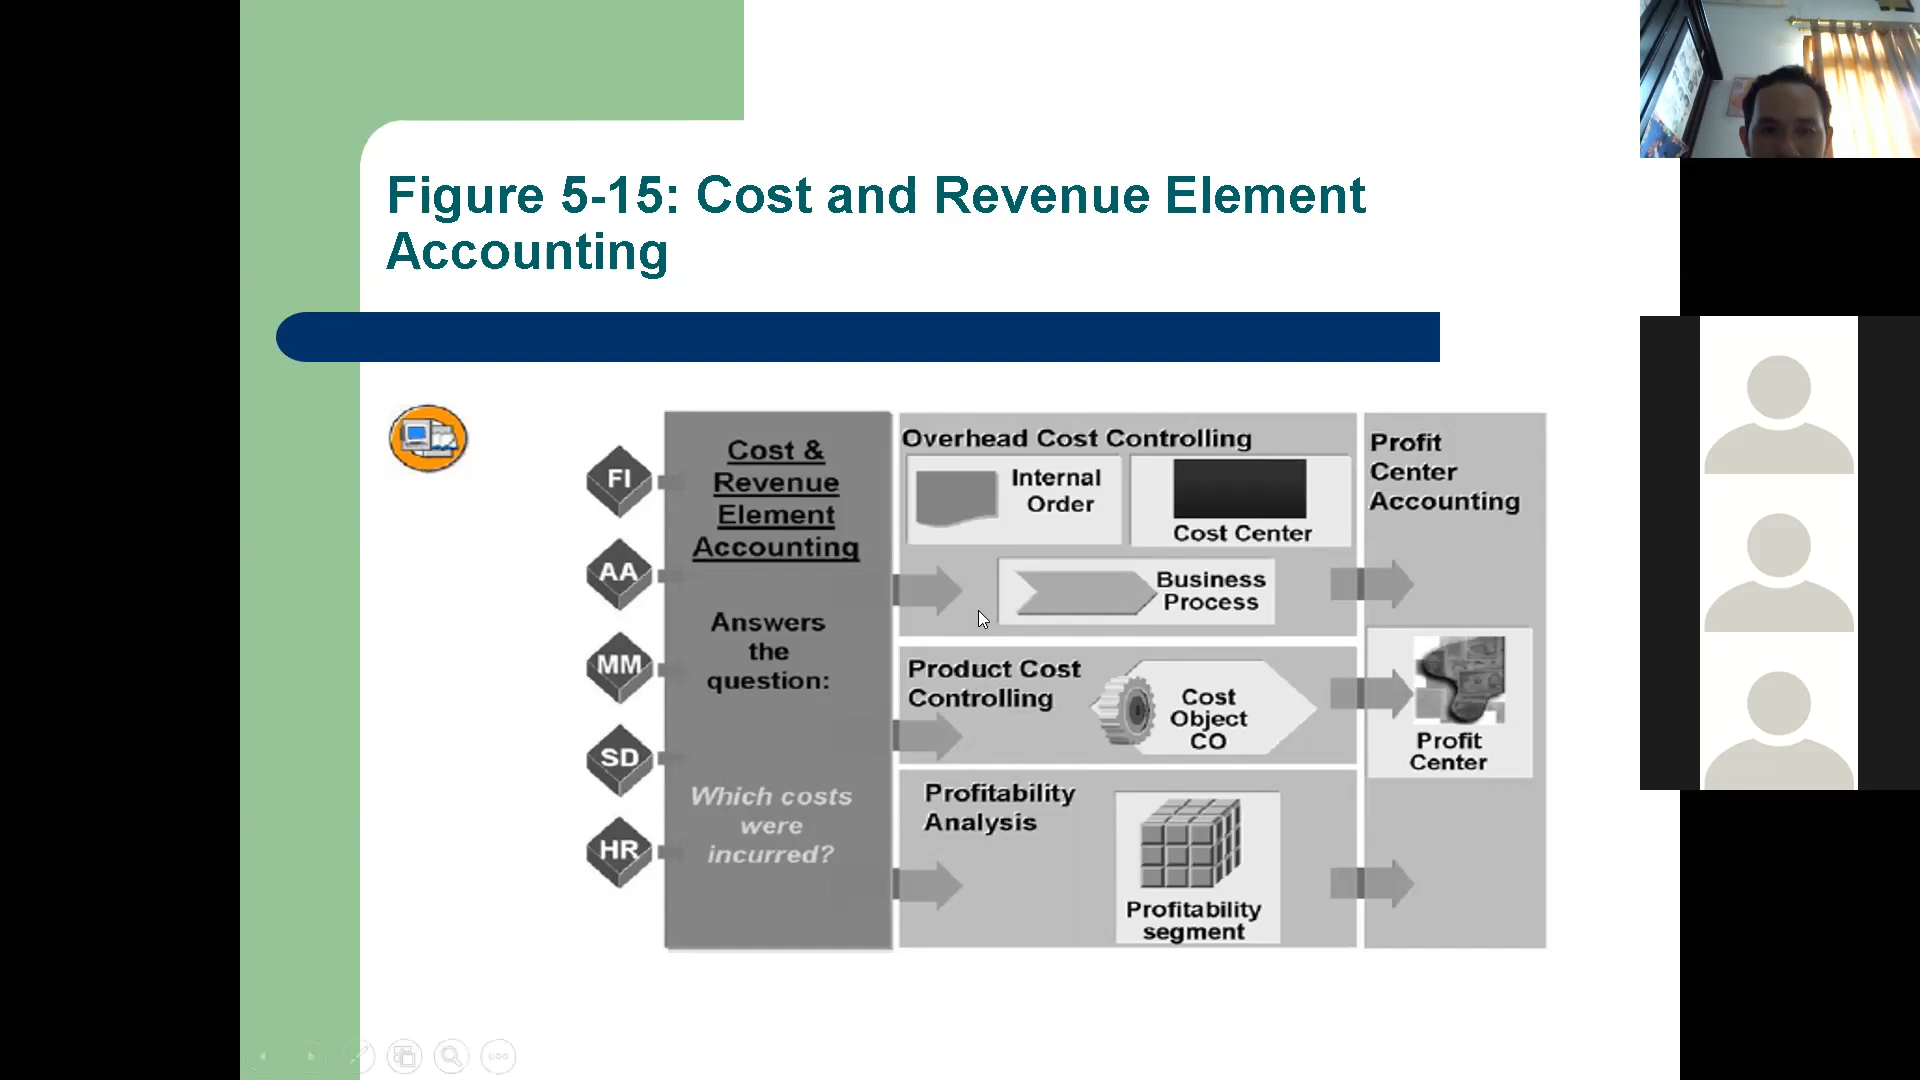 Figure 5-15: Cost and Revenue Element
Accounting
FI
AA
MM
SD
HR
Cost &
Revenue
Element
Accounting
Answers
the
question:
Which costs
were
incurred?
Overhead Cost Controlling
Internal
Order
Cost Center
Business
Process
Product Cost
Controlling
Cost
Object
CO
Profitability
Analysis
Profitability
segment
Profit
Center
Accounting
Profit
Center